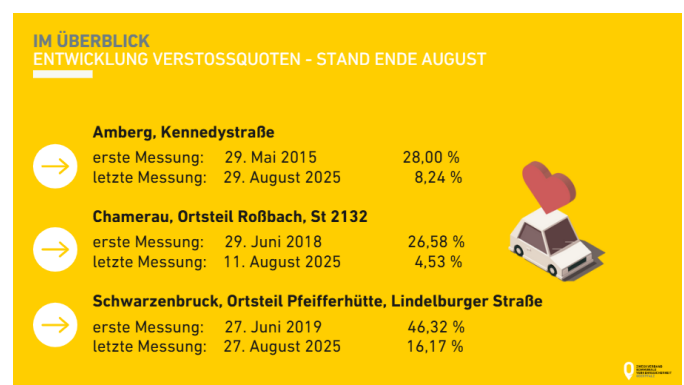 IM ÜBERBLICK
ENTWICKLUNG VERSTOSSQUOTEN - STAND ENDE AUGUST
Amberg, Kennedystraße
erste Messung: 29. Mai 2015 28,00 %
letzte Messung: 29. August 2025 8,24 %
Chamerau, Ortsteil Roßbach, St 2132
erste Messung: 29. Juni 2018 26,58 %
letzte Messung: 11. August 2025 4,53 %
Schwarzenbruck, Ortsteil Pfeifferhütte, Lindelburger Straße
erste Messung: 27. Juni 2019 46,32 %
letzte Messung: 27. August 2025 16,17 %